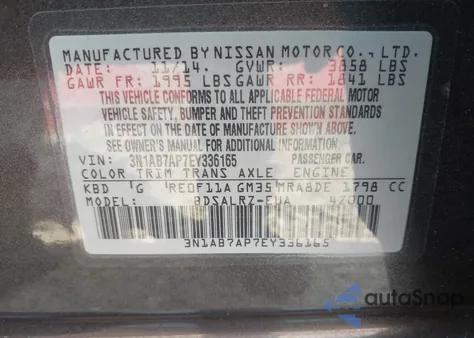 MANUFACTURED BY NISSAN MOTOR CO., LTD.
DATE: 11/14. GVWR: 3858 LBS
GAWR FR: 1995 LBS GAWR RR: 1841 LBS
THIS VEHICLE CONFORMS TO ALL APPLICABLE FEDERAL MOTOR
VEHICLE SAFETY, BUMPER AND THEFT PREVENTION STANDARDS
IN EFFECT ON THE DATE OF MANUFACTURE SHOWN ABOVE.
SEE OWNER'S MANUAL FOR ADDITIONAL INFORMATION.
VIN: 3N1AB7AP7EY336165 PASSENGER CAR.
COLOR TRIM TRANS AXLE ENGINE
KBD G RE0F11A GM35 MRA8DE 1798 CC
MODEL: BDSALRZ-EUA 47000
3N1AB7AP7EY336165
autoSnap